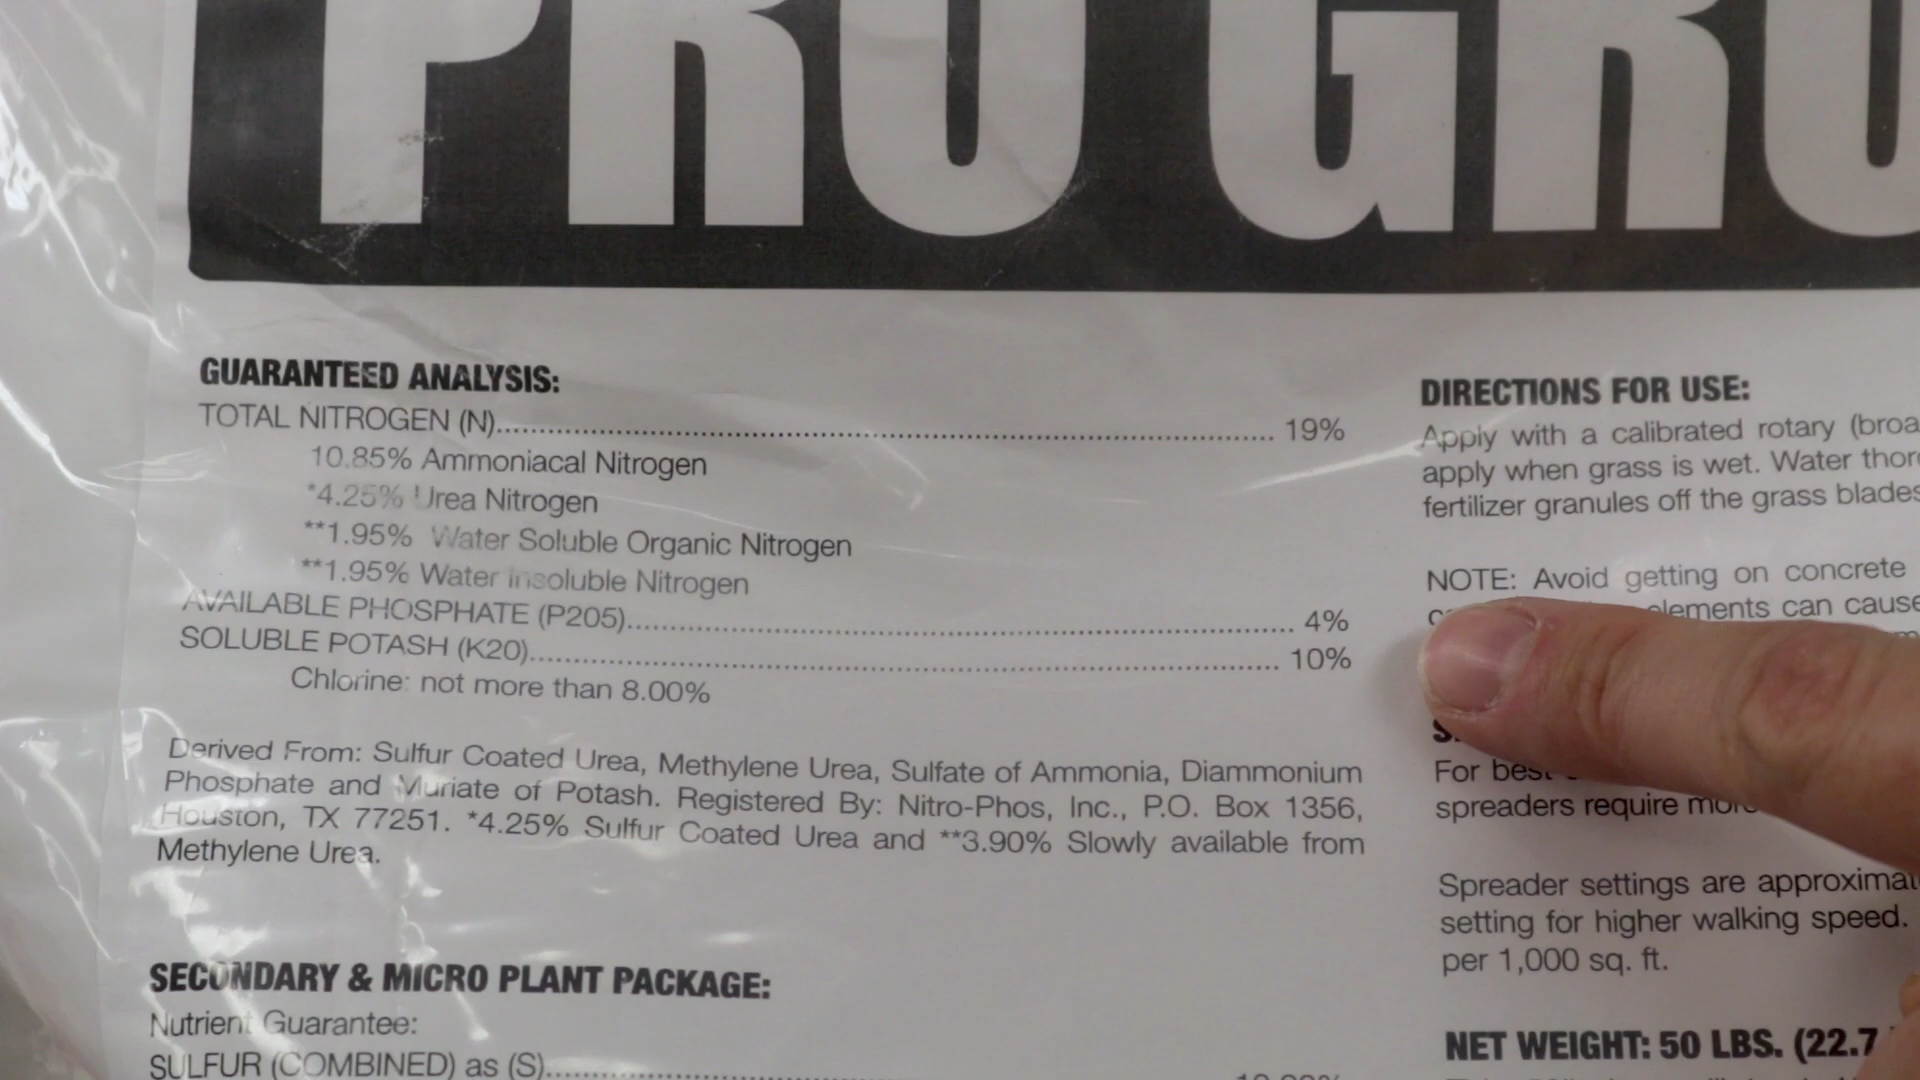 PRO GRO
GUARANTEED ANALYSIS:
TOTAL NITROGEN (N)........ 19%
10.85% Ammoniacal Nitrogen
*4.25% Urea Nitrogen
**1.95% Water Soluble Organic Nitrogen
**1.95% Water Insoluble Nitrogen
AVAILABLE PHOSPHATE (P205)........ 4%
SOLUBLE POTASH (K20)........ 10%
Chlorine: not more than 8.00%
Derived From: Sulfur Coated Urea, Methylene Urea, Sulfate of Ammonia, Diammonium
Phosphate and Muriate of Potash. Registered By: Nitro-Phos, Inc., P.O. Box 1356,
Houston, TX 77251. *4.25% Sulfur Coated Urea and **3.90% Slowly available from
Methylene Urea.
SECONDARY & MICRO PLANT PACKAGE:
Nutrient Guarantee:
SULFUR (COMBINED) as (S)........
DIRECTIONS FOR USE:
Apply with a calibrated rotary
apply when grass is wet. Water
fertilizer granules off the grass blades
NOTE: Avoid getting on concrete
can cause
For best
spreaders require more
Spreader settings are
setting for higher walking speed.
per 1,000 sq. ft.
NET WEIGHT: 50 LBS. (22.7